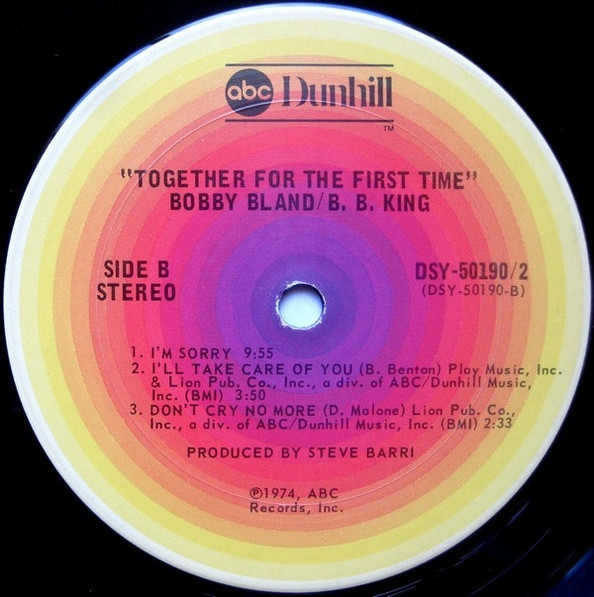 abc Dunhill
TM
"TOGETHER FOR THE FIRST TIME"
BOBBY BLAND/B. B. KING
SIDE B
STEREO
DSY-50190/2
(DSY-50190-B)
1. I'M SORRY 9:55
2. I'LL TAKE CARE OF YOU (B. Benton) Play Music, Inc.
& Lion Pub. Co., Inc., a div. of ABC/Dunhill Music,
Inc. (BMI) 3:50
3. DON'T CRY NO MORE (D. Malone) Lion Pub. Co.,
Inc., a div. of ABC/Dunhill Music, Inc. (BMI) 2:33
PRODUCED BY STEVE BARRI
℗1974, ABC
Records, Inc.